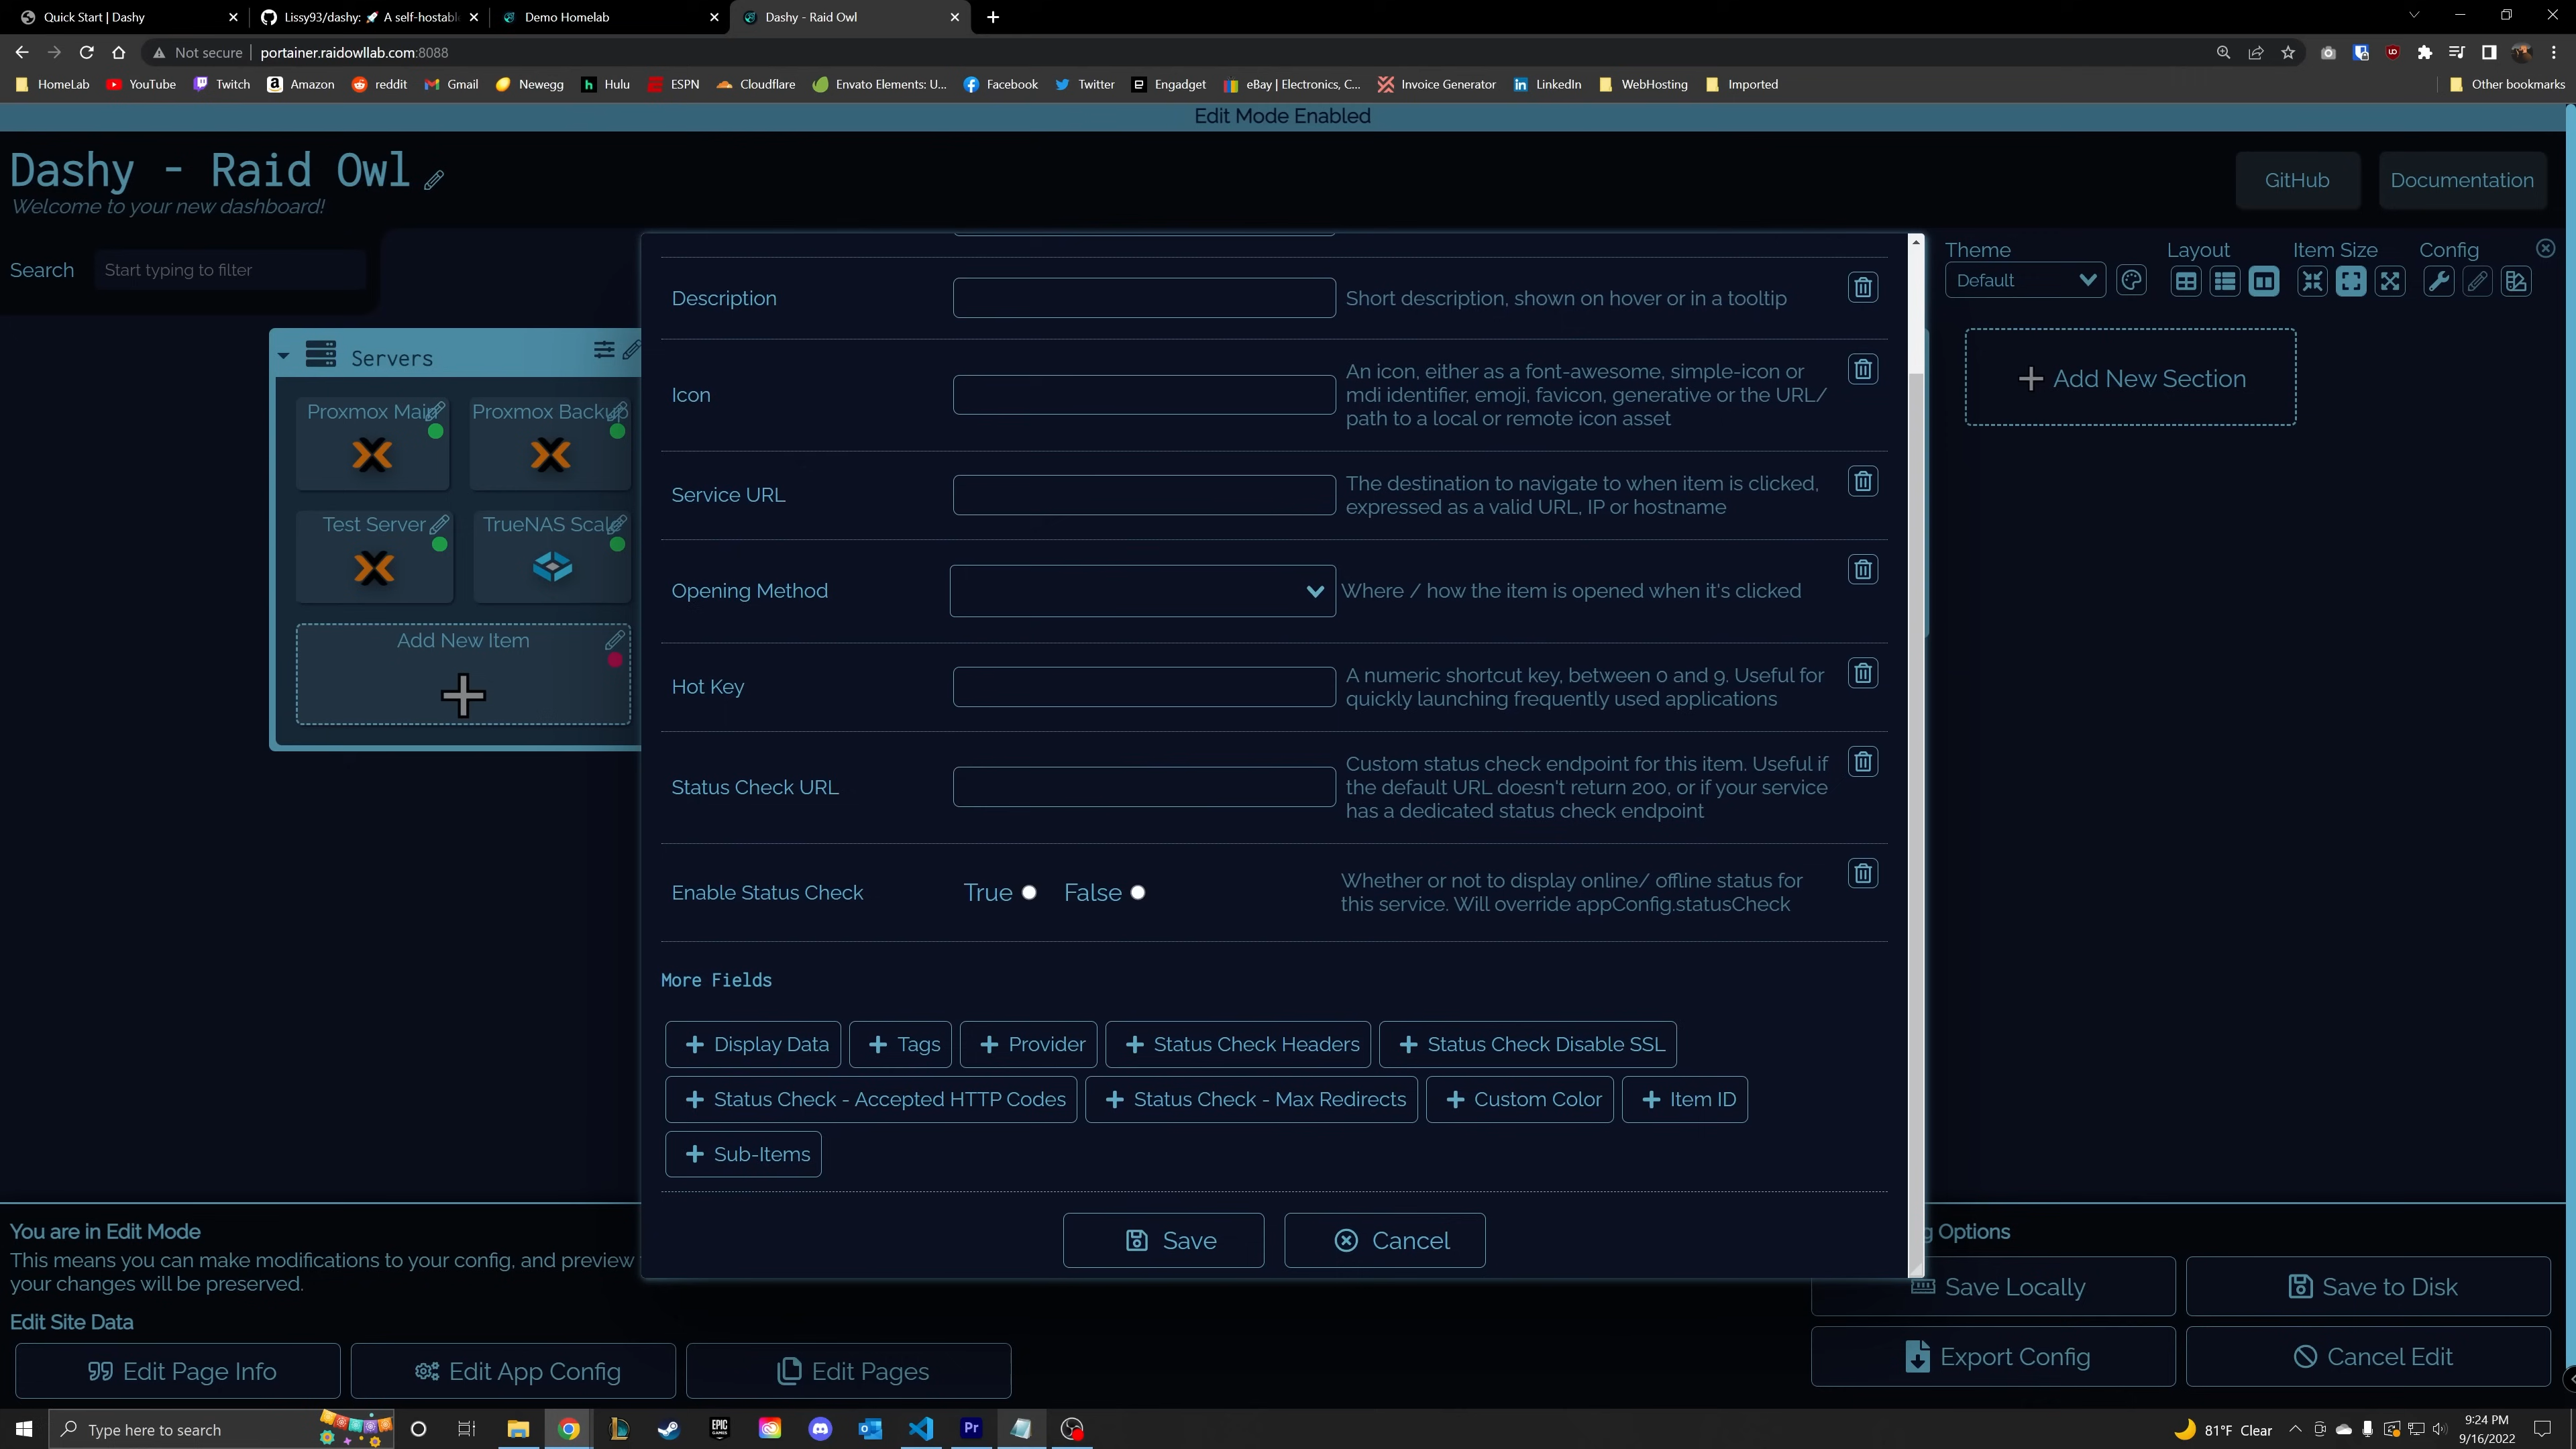 Quick Start | Dashy
Lissy93/dashy: 🚀 A self-hostabl
Demo Homelab
Dashy - Raid Owl
Not secure
portainer.raidowllab.com:8088
HomeLab
YouTube
Twitch
Amazon
reddit
Gmail
Newegg
Hulu
ESPN
Cloudflare
Envato Elements: U...
Facebook
Twitter
Engadget
eBay | Electronics, C...
Invoice Generator
LinkedIn
WebHosting
Imported
Other bookmarks
Edit Mode Enabled
Dashy - Raid Owl
Welcome to your new dashboard!
GitHub
Documentation
Search
Start typing to filter
Theme
Default
Layout
Item Size
Config
Servers
Proxmox Main
Proxmox Backup
Test Server
TrueNAS Scale
Add New Item
Add New Section
Description
Short description, shown on hover or in a tooltip
Icon
An icon, either as a font-awesome, simple-icon or
mdi identifier, emoji, favicon, generative or the URL/
path to a local or remote icon asset
Service URL
The destination to navigate to when item is clicked,
expressed as a valid URL, IP or hostname
Opening Method
Where / how the item is opened when it's clicked
Hot Key
A numeric shortcut key, between 0 and 9. Useful for
quickly launching frequently used applications
Status Check URL
Custom status check endpoint for this item. Useful if
the default URL doesn't return 200, or if your service
has a dedicated status check endpoint
Enable Status Check
True
False
Whether or not to display online/ offline status for
this service. Will override appConfig.statusCheck
More Fields
Display Data
Tags
Provider
Status Check Headers
Status Check Disable SSL
Status Check - Accepted HTTP Codes
Status Check - Max Redirects
Custom Color
Item ID
Sub-Items
Save
Cancel
You are in Edit Mode
This means you can make modifications to your config, and preview
your changes will be preserved.
Edit Site Data
Edit Page Info
Edit App Config
Edit Pages
g Options
Save Locally
Save to Disk
Export Config
Cancel Edit
Type here to search
EPIC GAMES
Pr
81°F Clear
9:24 PM
9/16/2022